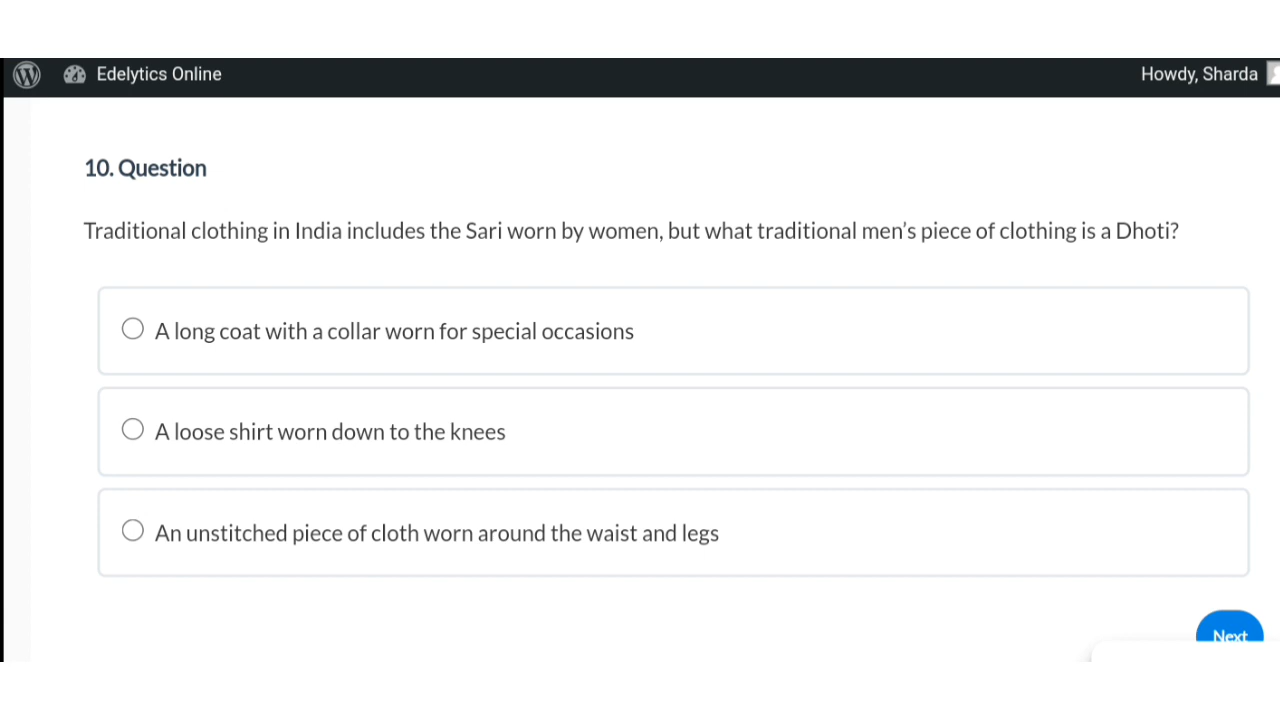 Edelytics Online
Howdy, Sharda
10. Question
Traditional clothing in India includes the Sari worn by women, but what traditional men’s piece of clothing is a Dhoti?
A long coat with a collar worn for special occasions
A loose shirt worn down to the knees
An unstitched piece of cloth worn around the waist and legs
Next